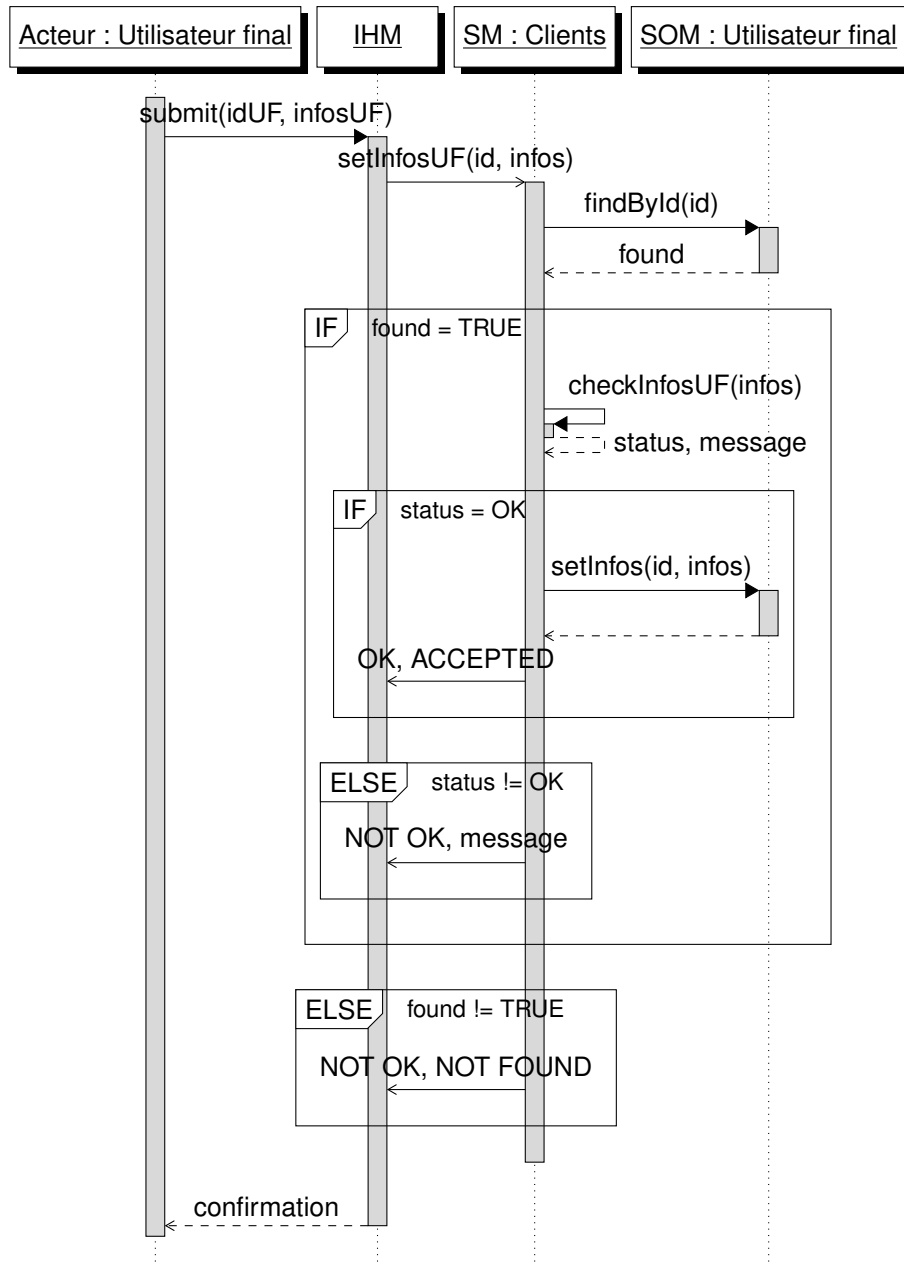 Acteur : Utilisateur final
IHM
SM : Clients
SOM : Utilisateur final
submit(idUF, infosUF)
setInfosUF(id, infos)
findById(id)
found
IF found = TRUE
checkInfosUF(infos)
status, message
IF status = OK
setInfos(id, infos)
OK, ACCEPTED
ELSE status != OK
NOT OK, message
ELSE found != TRUE
NOT OK, NOT FOUND
confirmation